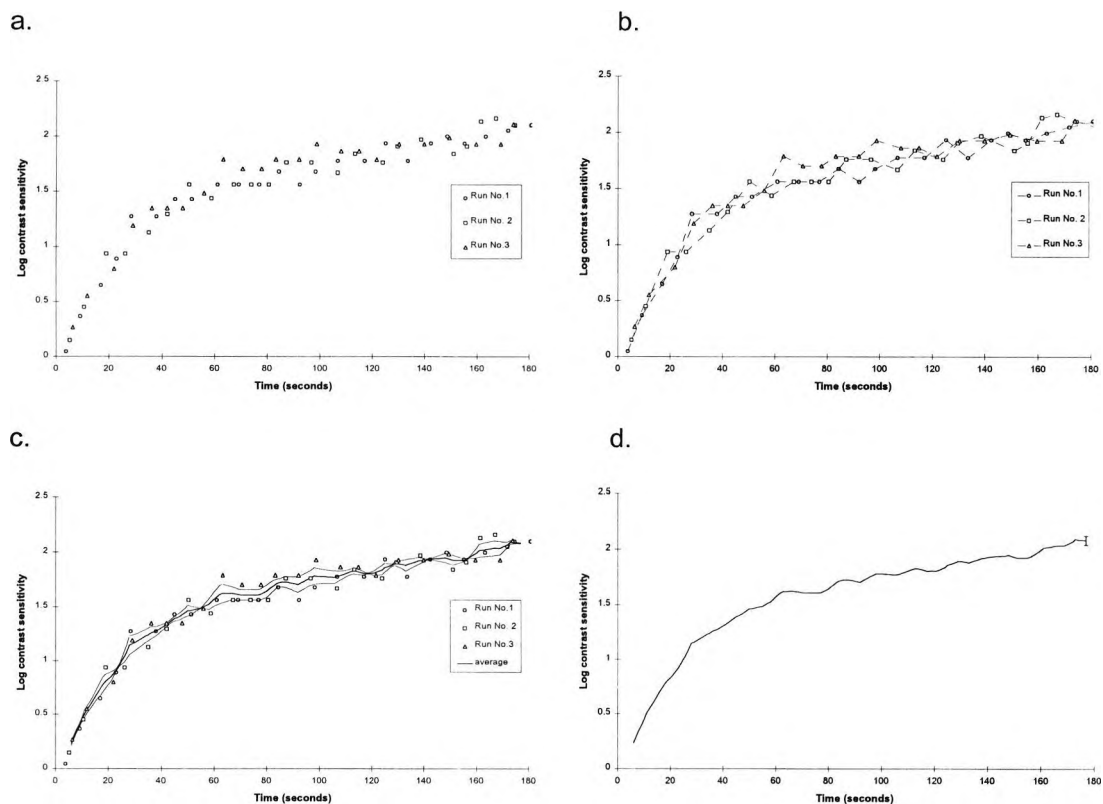 a.
2.5
2
1.5
1
0.5
0
Log contrast sensitivity
0 20 40 60 80 100 120 140 160 180
Time (seconds)
Run No.1
Run No. 2
Run No.3
b.
2.5
2
1.5
1
0.5
0
Log contrast sensitivity
0 20 40 60 80 100 120 140 160 180
Time (seconds)
Run No.1
Run No. 2
Run No.3
c.
2.5
2
1.5
1
0.5
0
Log contrast sensitivity
0 20 40 60 80 100 120 140 160 180
Time (seconds)
Run No.1
Run No. 2
Run No.3
average
d.
2.5
2
1.5
1
0.5
0
Log contrast sensitivity
0 20 40 60 80 100 120 140 160 180
Time (seconds)